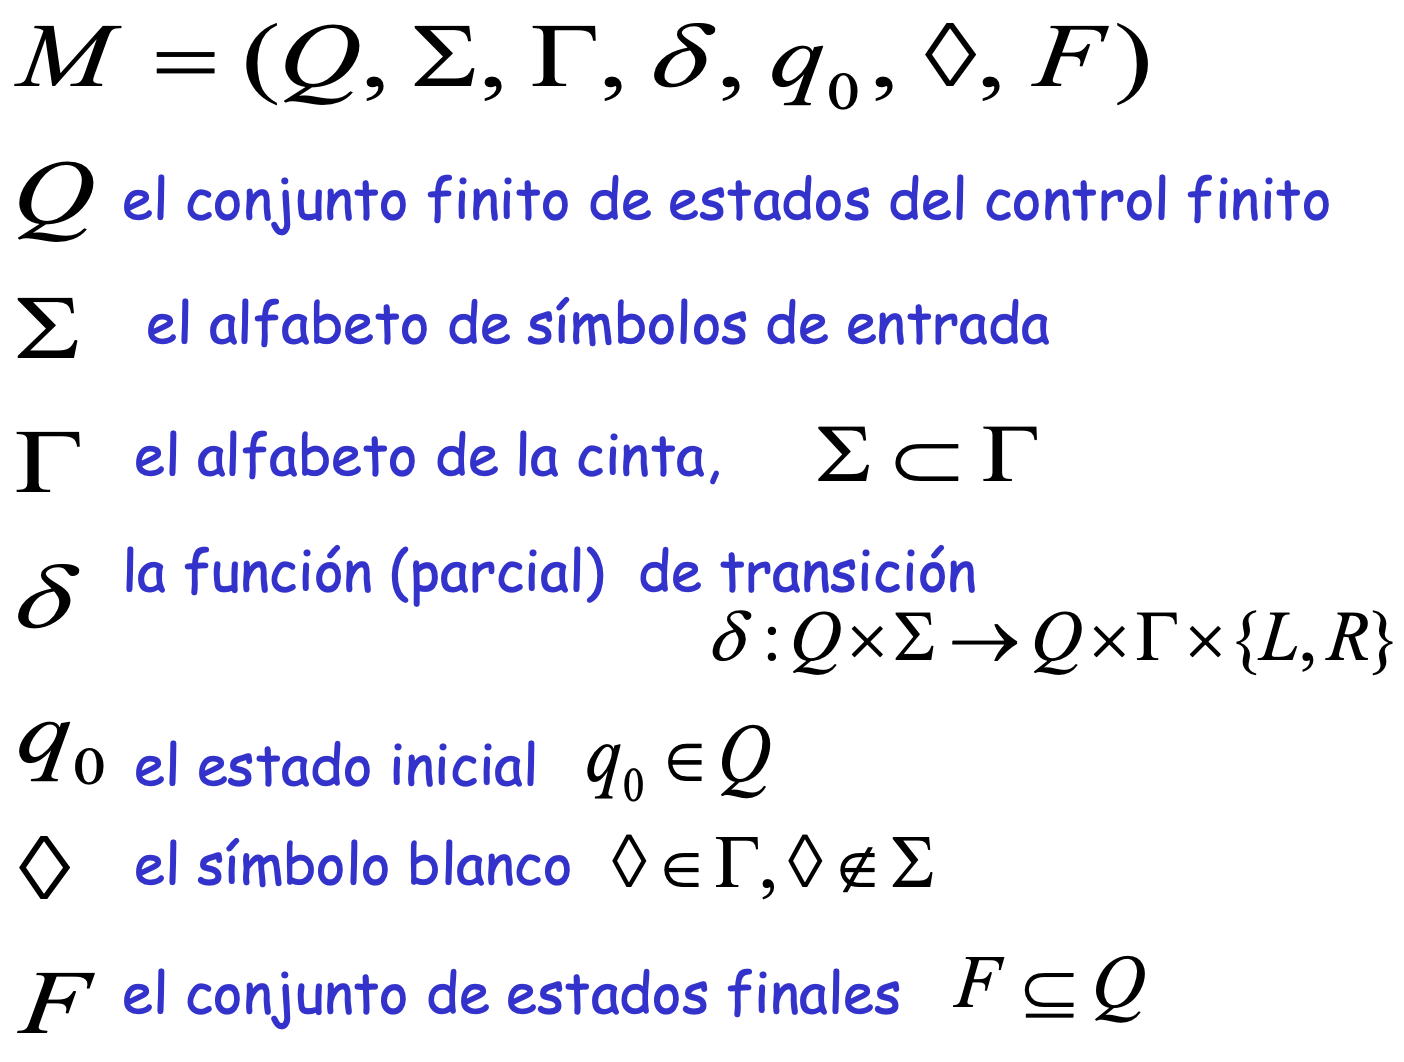 M = (Q, Σ, Γ, δ, q₀, ◊, F)
Q el conjunto finito de estados del control finito
Σ el alfabeto de símbolos de entrada
Γ el alfabeto de la cinta, Σ ⊂ Γ
δ la función (parcial) de transición
δ : Q × Σ → Q × Γ × {L, R}
q₀ el estado inicial q₀ ∈ Q
◊ el símbolo blanco ◊ ∈ Γ, ◊ ∉ Σ
F el conjunto de estados finales F ⊆ Q